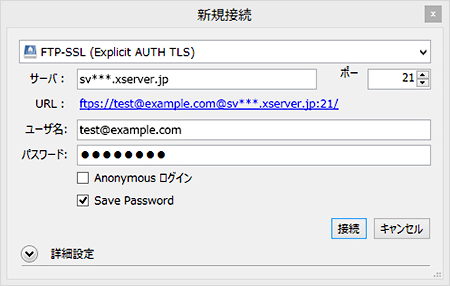 新規接続
x
FTP-SSL (Explicit AUTH TLS)
サーバ： sv***.xserver.jp ポー 21
URL： ftps://test@example.com@sv***.xserver.jp:21/
ユーザ名: test@example.com
パスワード: ●●●●●●●●
Anonymous ログイン
Save Password
接続 キャンセル
詳細設定